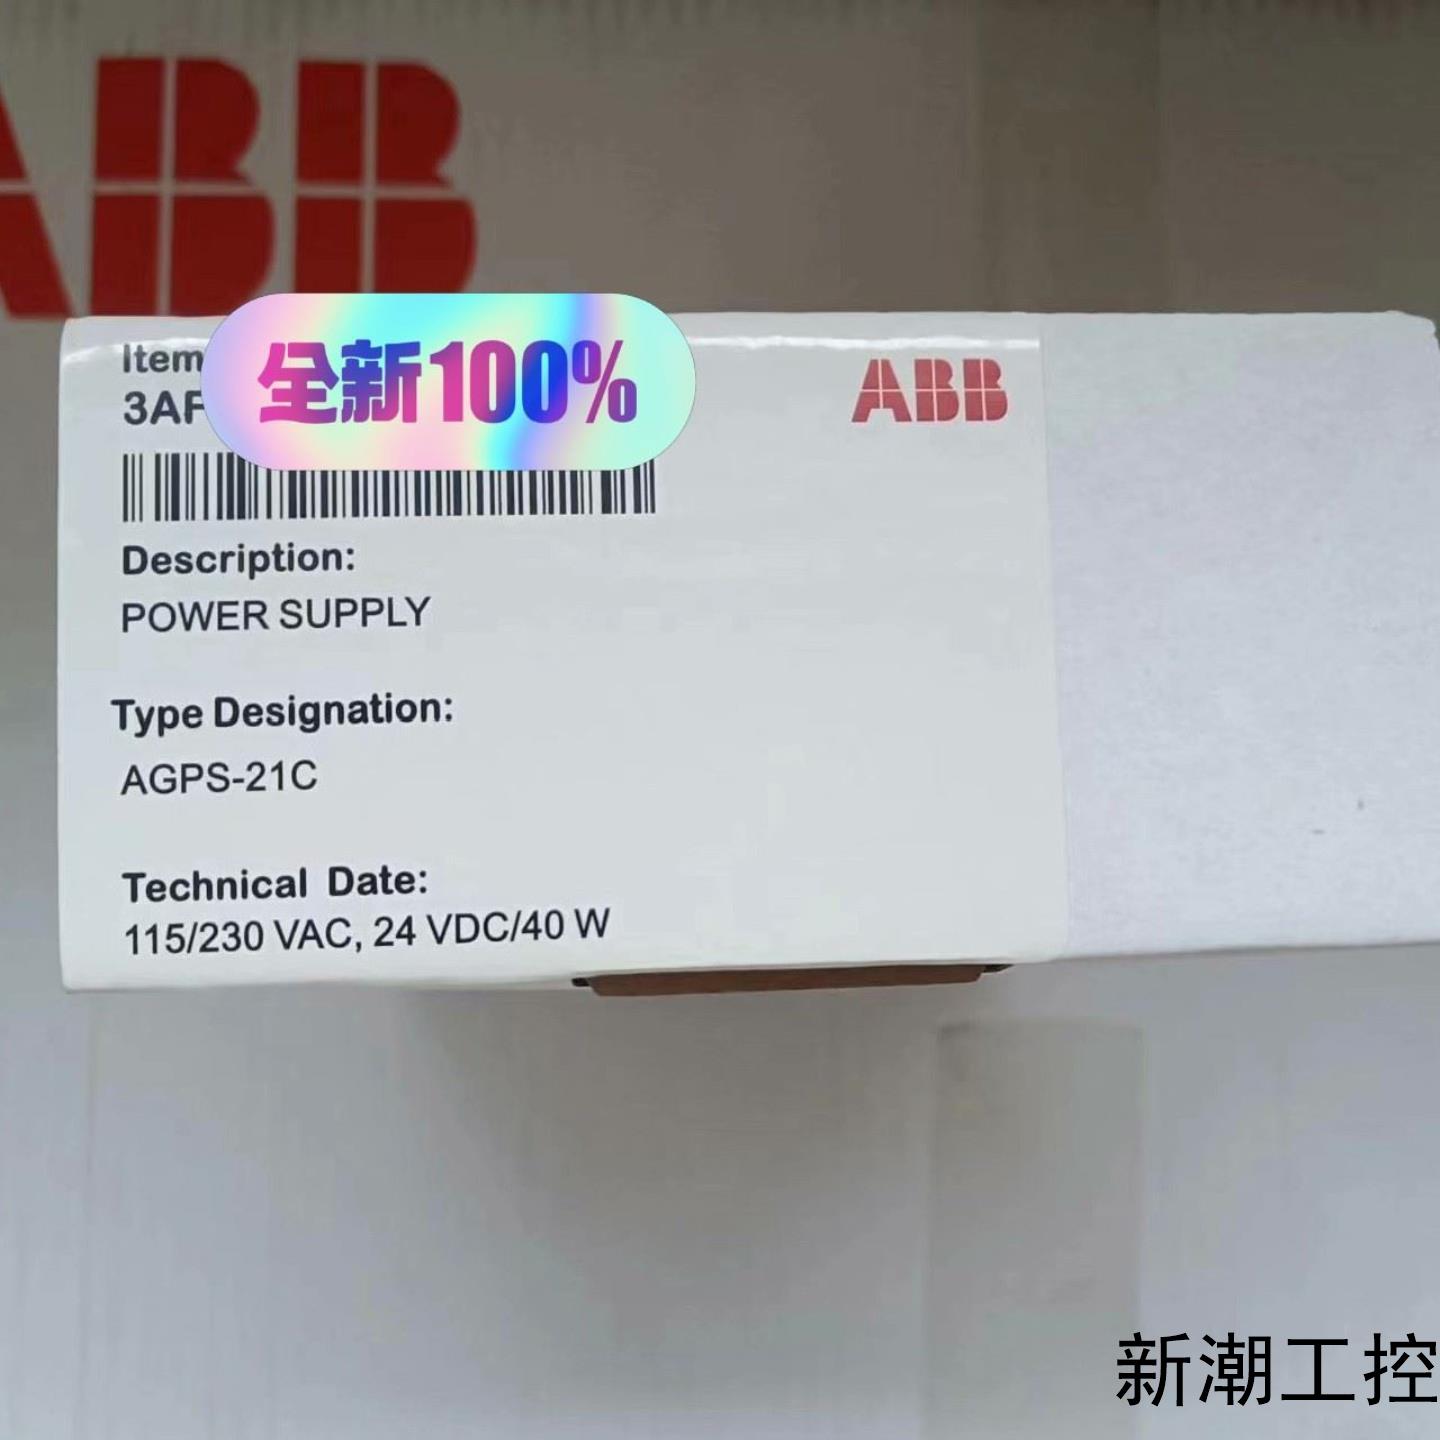 ABB
Item
全新100%
ABB
3AF
Description:
POWER SUPPLY
Type Designation:
AGPS-21C
Technical Date:
115/230 VAC, 24 VDC/40 W
新潮工控